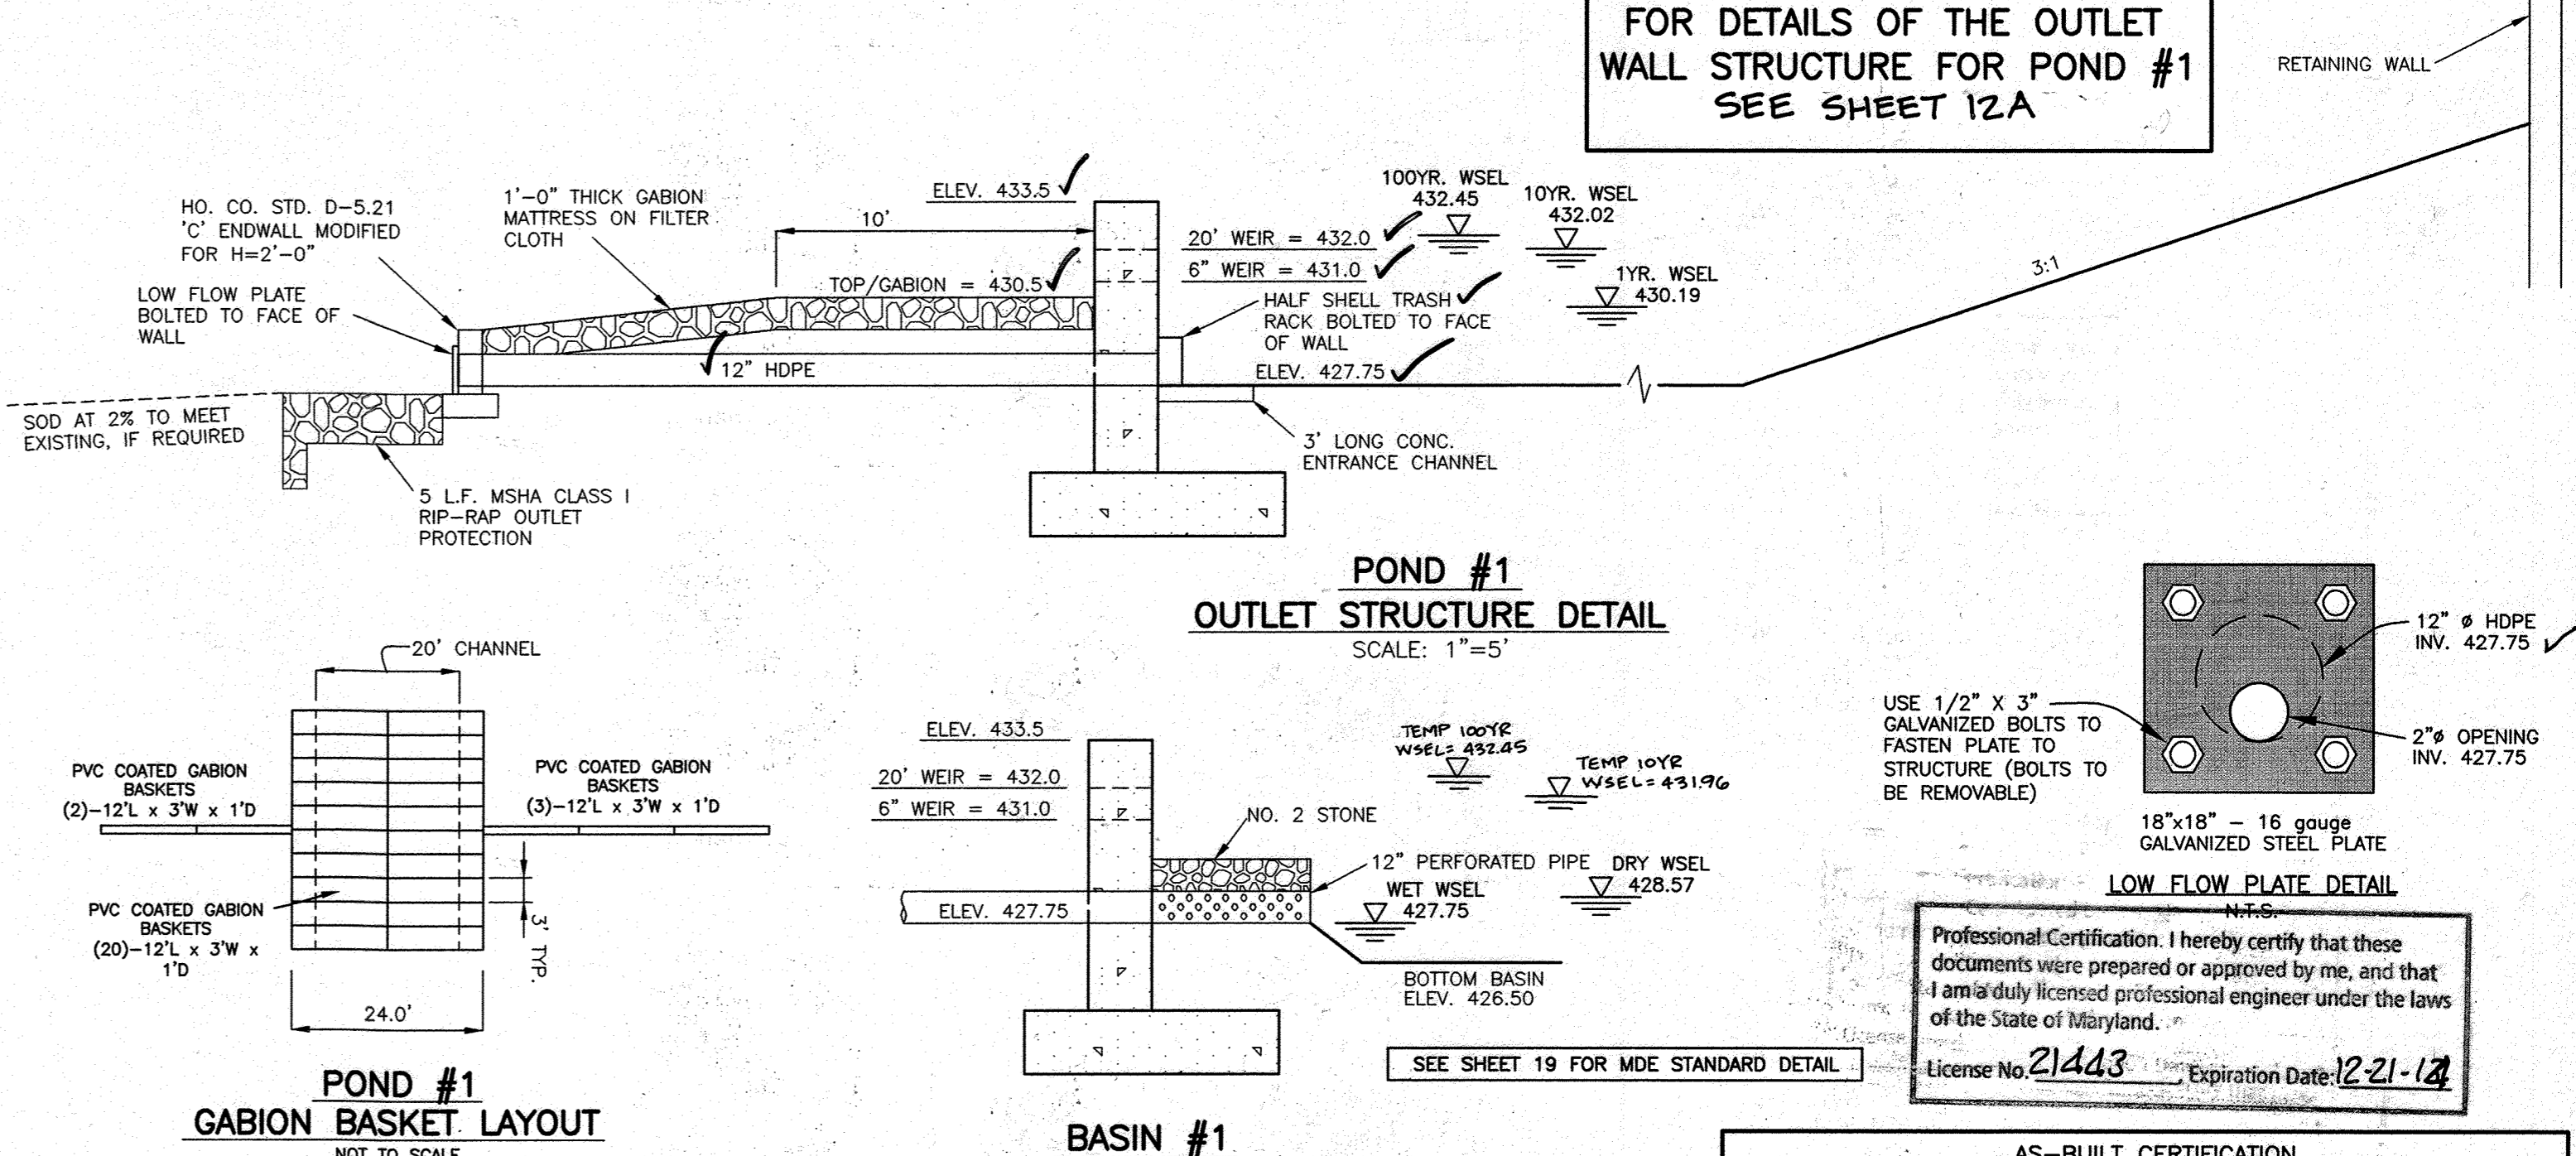 FOR DETAILS OF THE OUTLET
WALL STRUCTURE FOR POND #1
SEE SHEET 12A
RETAINING WALL
HO. CO. STD. D-5.21
'C' ENDWALL MODIFIED
FOR H=2'-0"
LOW FLOW PLATE
BOLTED TO FACE OF
WALL
1'-0" THICK GABION
MATTRESS ON FILTER
CLOTH
10'
ELEV. 433.5
TOP/GABION = 430.5
12" HDPE
20' WEIR = 432.0
6" WEIR = 431.0
100YR. WSEL
432.45
10YR. WSEL
432.02
1YR. WSEL
430.19
HALF SHELL TRASH
RACK BOLTED TO FACE
OF WALL
ELEV. 427.75
3:1
3' LONG CONC.
ENTRANCE CHANNEL
SOD AT 2% TO MEET
EXISTING, IF REQUIRED
5 L.F. MSHA CLASS I
RIP-RAP OUTLET
PROTECTION
POND #1
OUTLET STRUCTURE DETAIL
SCALE: 1"=5'
20' CHANNEL
PVC COATED GABION
BASKETS
(2)-12'L x 3'W x 1'D
PVC COATED GABION
BASKETS
(3)-12'L x 3'W x 1'D
PVC COATED GABION
BASKETS
(20)-12'L x 3'W x
1'D
3' TYP.
24.0'
POND #1
GABION BASKET LAYOUT
NOT TO SCALE
ELEV. 433.5
20' WEIR = 432.0
6" WEIR = 431.0
ELEV. 427.75
TEMP 100YR
WSEL= 432.45
TEMP 10YR
WSEL= 431.96
NO. 2 STONE
12" PERFORATED PIPE
DRY WSEL
428.57
WET WSEL
427.75
BOTTOM BASIN
ELEV. 426.50
SEE SHEET 19 FOR MDE STANDARD DETAIL
BASIN #1
12" ø HDPE
INV. 427.75
2"ø OPENING
INV. 427.75
USE 1/2" X 3"
GALVANIZED BOLTS TO
FASTEN PLATE TO
STRUCTURE (BOLTS TO
BE REMOVABLE)
18"x18" - 16 gauge
GALVANIZED STEEL PLATE
LOW FLOW PLATE DETAIL
N.T.S.
Professional Certification. I hereby certify that these
documents were prepared or approved by me, and that
I am a duly licensed professional engineer under the laws
of the State of Maryland.
License No. 21443, Expiration Date: 12-21-
AS-BUILT CERTIFICATION